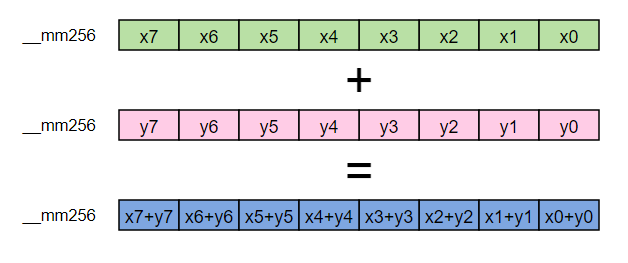 __mm256 x7 x6 x5 x4 x3 x2 x1 x0
+
__mm256 y7 y6 y5 y4 y3 y2 y1 y0
=
__mm256 x7+y7 x6+y6 x5+y5 x4+y4 x3+y3 x2+y2 x1+y1 x0+y0